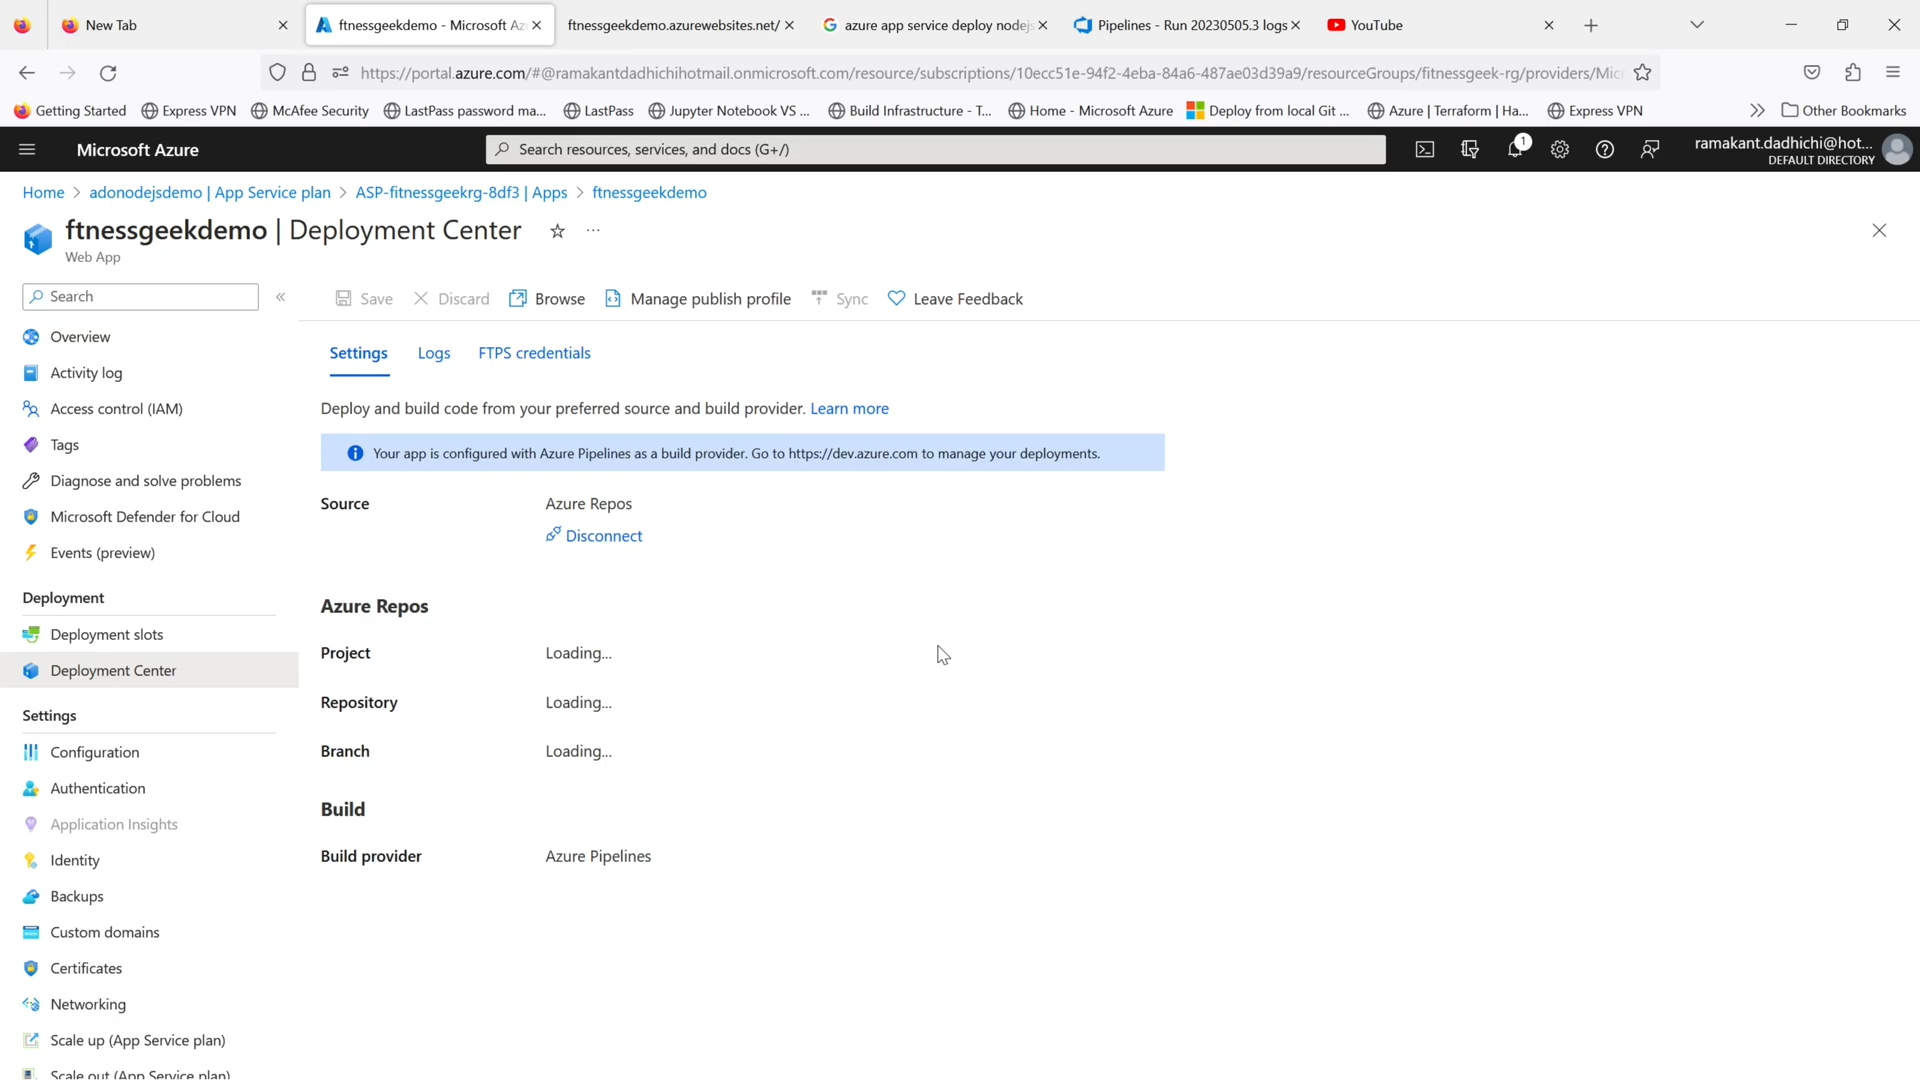 New Tab
ftnessgeekdemo - Microsoft Az
ftnessgeekdemo.azurewebsites.net/
azure app service deploy nodejs
Pipelines - Run 20230505.3 logs
YouTube
https://portal.azure.com/#@ramakantdadhichihotmail.onmicrosoft.com/resource/subscriptions/10ecc51e-94f2-4eba-84a6-487ae03d39a9/resourceGroups/fitnessgeek-rg/providers/Mic
Getting Started
Express VPN
McAfee Security
LastPass password ma...
LastPass
Jupyter Notebook VS ...
Build Infrastructure - T...
Home - Microsoft Azure
Deploy from local Git ...
Azure | Terraform | Ha...
Express VPN
Other Bookmarks
Microsoft Azure
Search resources, services, and docs (G+/)
1
ramakant.dadhichi@hot...
DEFAULT DIRECTORY
Home > adonodejsdemo | App Service plan > ASP-fitnessgeekrg-8df3 | Apps > ftnessgeekdemo
ftnessgeekdemo | Deployment Center
Web App
Search
Save
Discard
Browse
Manage publish profile
Sync
Leave Feedback
Overview
Activity log
Access control (IAM)
Tags
Diagnose and solve problems
Microsoft Defender for Cloud
Events (preview)
Deployment
Deployment slots
Deployment Center
Settings
Configuration
Authentication
Application Insights
Identity
Backups
Custom domains
Certificates
Networking
Scale up (App Service plan)
Scale out (App Service plan)
Settings
Logs
FTPS credentials
Deploy and build code from your preferred source and build provider. Learn more
Your app is configured with Azure Pipelines as a build provider. Go to https://dev.azure.com to manage your deployments.
Source Azure Repos
Disconnect
Azure Repos
Project Loading...
Repository Loading...
Branch Loading...
Build
Build provider Azure Pipelines